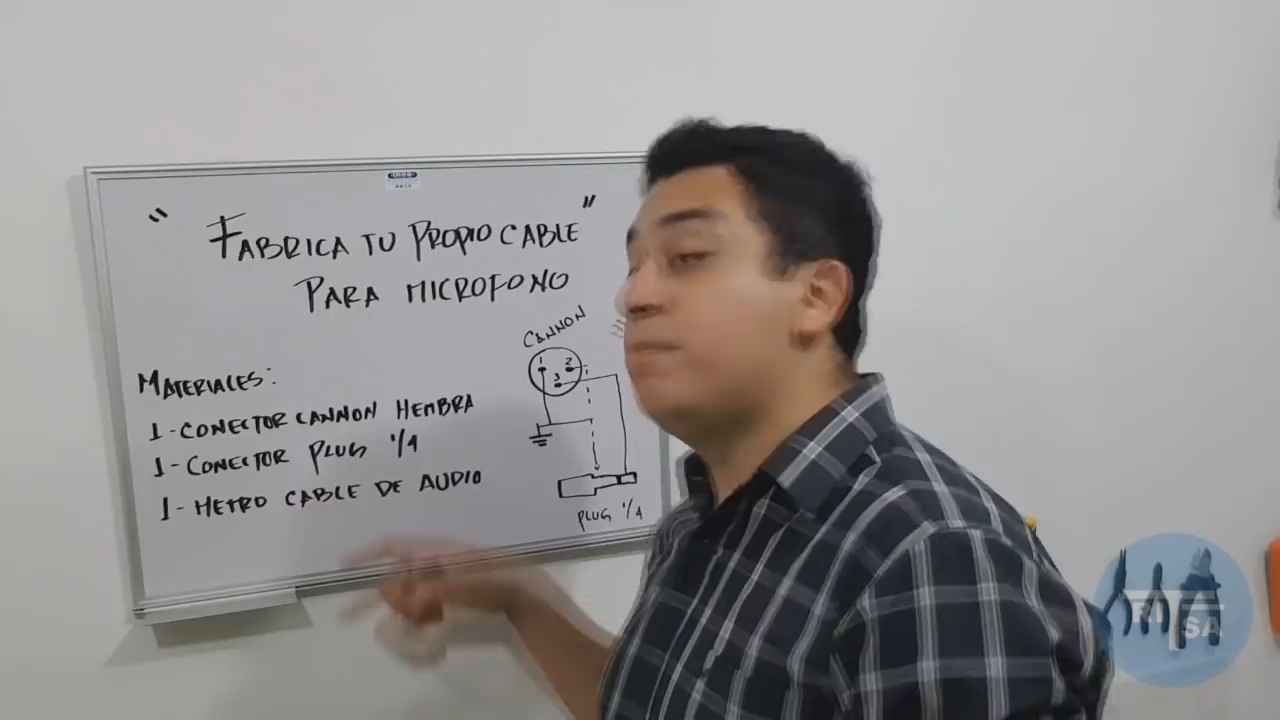 " FABRICA TU PROPIO CABLE "
PARA MICROFONO
CANNON
1 2
3
MATERIALES:
1-CONECTOR CANNON HEMBRA
1-CONECTOR PLUG 1/4
1-METRO CABLE DE AUDIO
PLUG 1/4